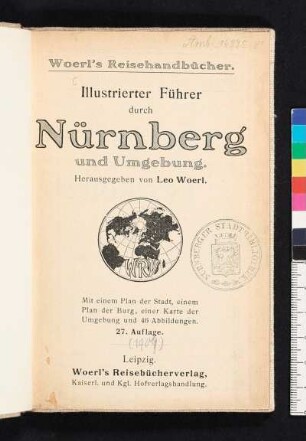 Woerl's Reisehandbücher.
Illustrierter Führer
durch
Nürnberg
und Umgebung.
Herausgegeben von Leo Woerl.
Mit einem Plan der Stadt, einem
Plan der Burg, einer Karte der
Umgebung und 46 Abbildungen.
27. Auflage.
Leipzig.
Woerl's Reisebücherverlag,
Kaiserl. und Kgl. Hofverlagshandlung.